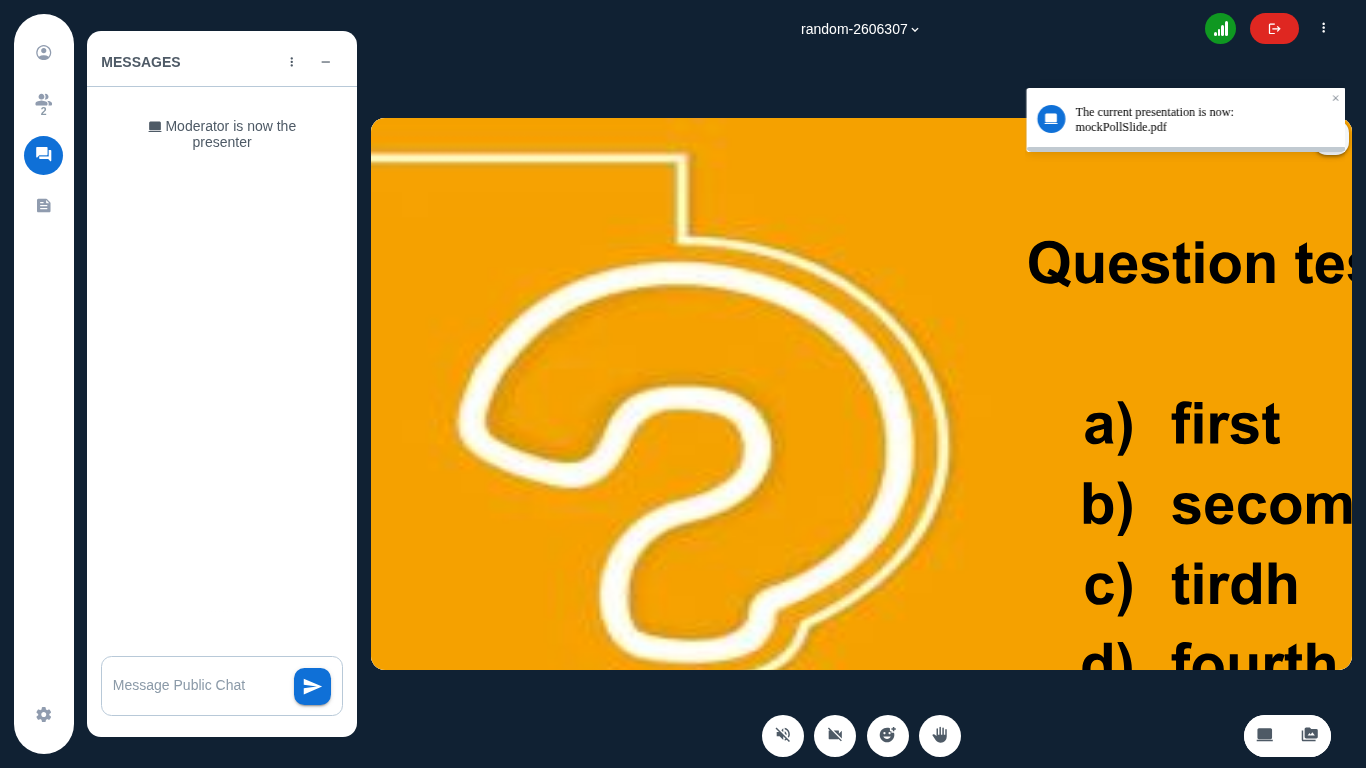 random-2606307
MESSAGES
2
Moderator is now the
presenter
The current presentation is now:
mockPollSlide.pdf
Question tes
a) first
b) secom
c) tirdh
d) fourth
Message Public Chat